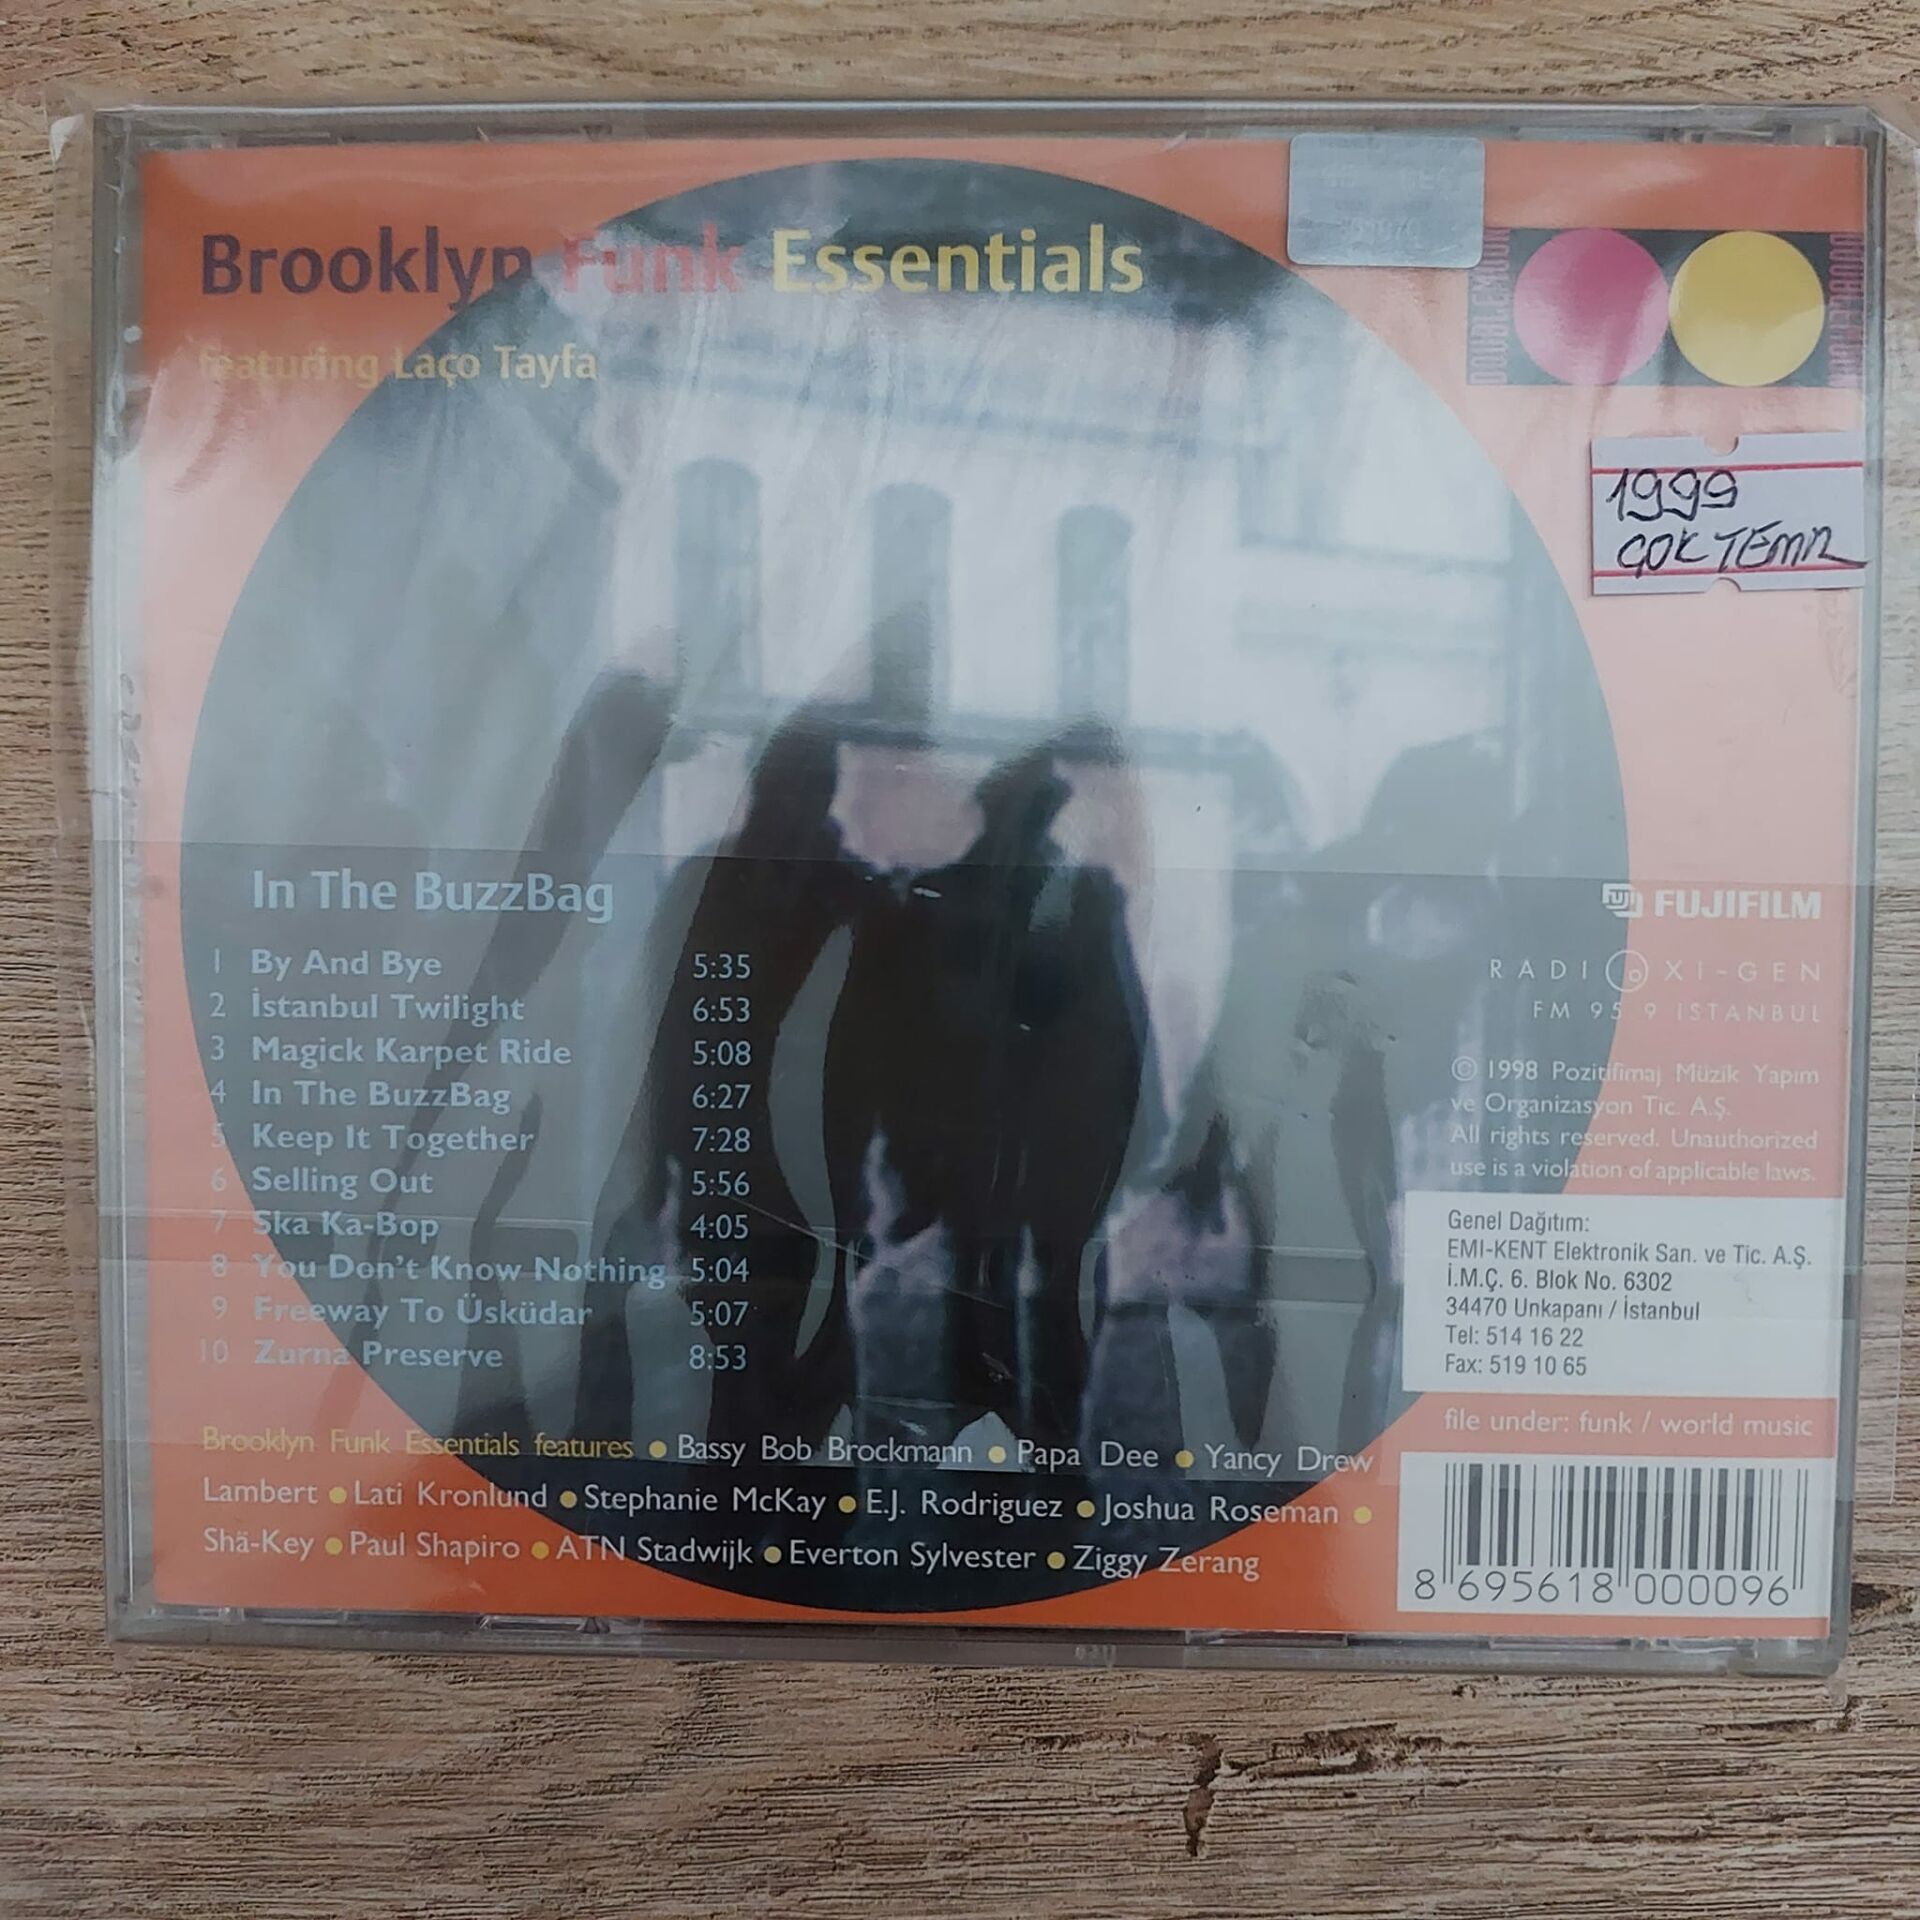 Brooklyn Funk Essentials
featuring Laço Tayfa
DOUBLEMOON
DOUBLEMOON
1999
ÇOK TEMİZ
In The BuzzBag
1 By And Bye 5:35
2 İstanbul Twilight 6:53
3 Magick Karpet Ride 5:08
4 In The BuzzBag 6:27
5 Keep It Together 7:28
6 Selling Out 5:56
7 Ska Ka-Bop 4:05
8 You Don't Know Nothing 5:04
9 Freeway To Üsküdar 5:07
10 Zurna Preserve 8:53
FUJI FUJIFILM
RADIO XI-GEN
FM 95.9 İSTANBUL
© 1998 Pozitifimaj Müzik Yapım
ve Organizasyon Tic. A.Ş.
All rights reserved. Unauthorized
use is a violation of applicable laws.
Genel Dağıtım:
EMI-KENT Elektronik San. ve Tic. A.Ş.
İ.M.Ç. 6. Blok No. 6302
34470 Unkapanı / İstanbul
Tel: 514 16 22
Fax: 519 10 65
file under: funk / world music
Brooklyn Funk Essentials features • Bassy Bob Brockmann • Papa Dee • Yancy Drew
Lambert • Lati Kronlund • Stephanie McKay • E.J. Rodriguez • Joshua Roseman •
Shä-Key • Paul Shapiro • ATN Stadwijk • Everton Sylvester • Ziggy Zerang
8 695618 000096